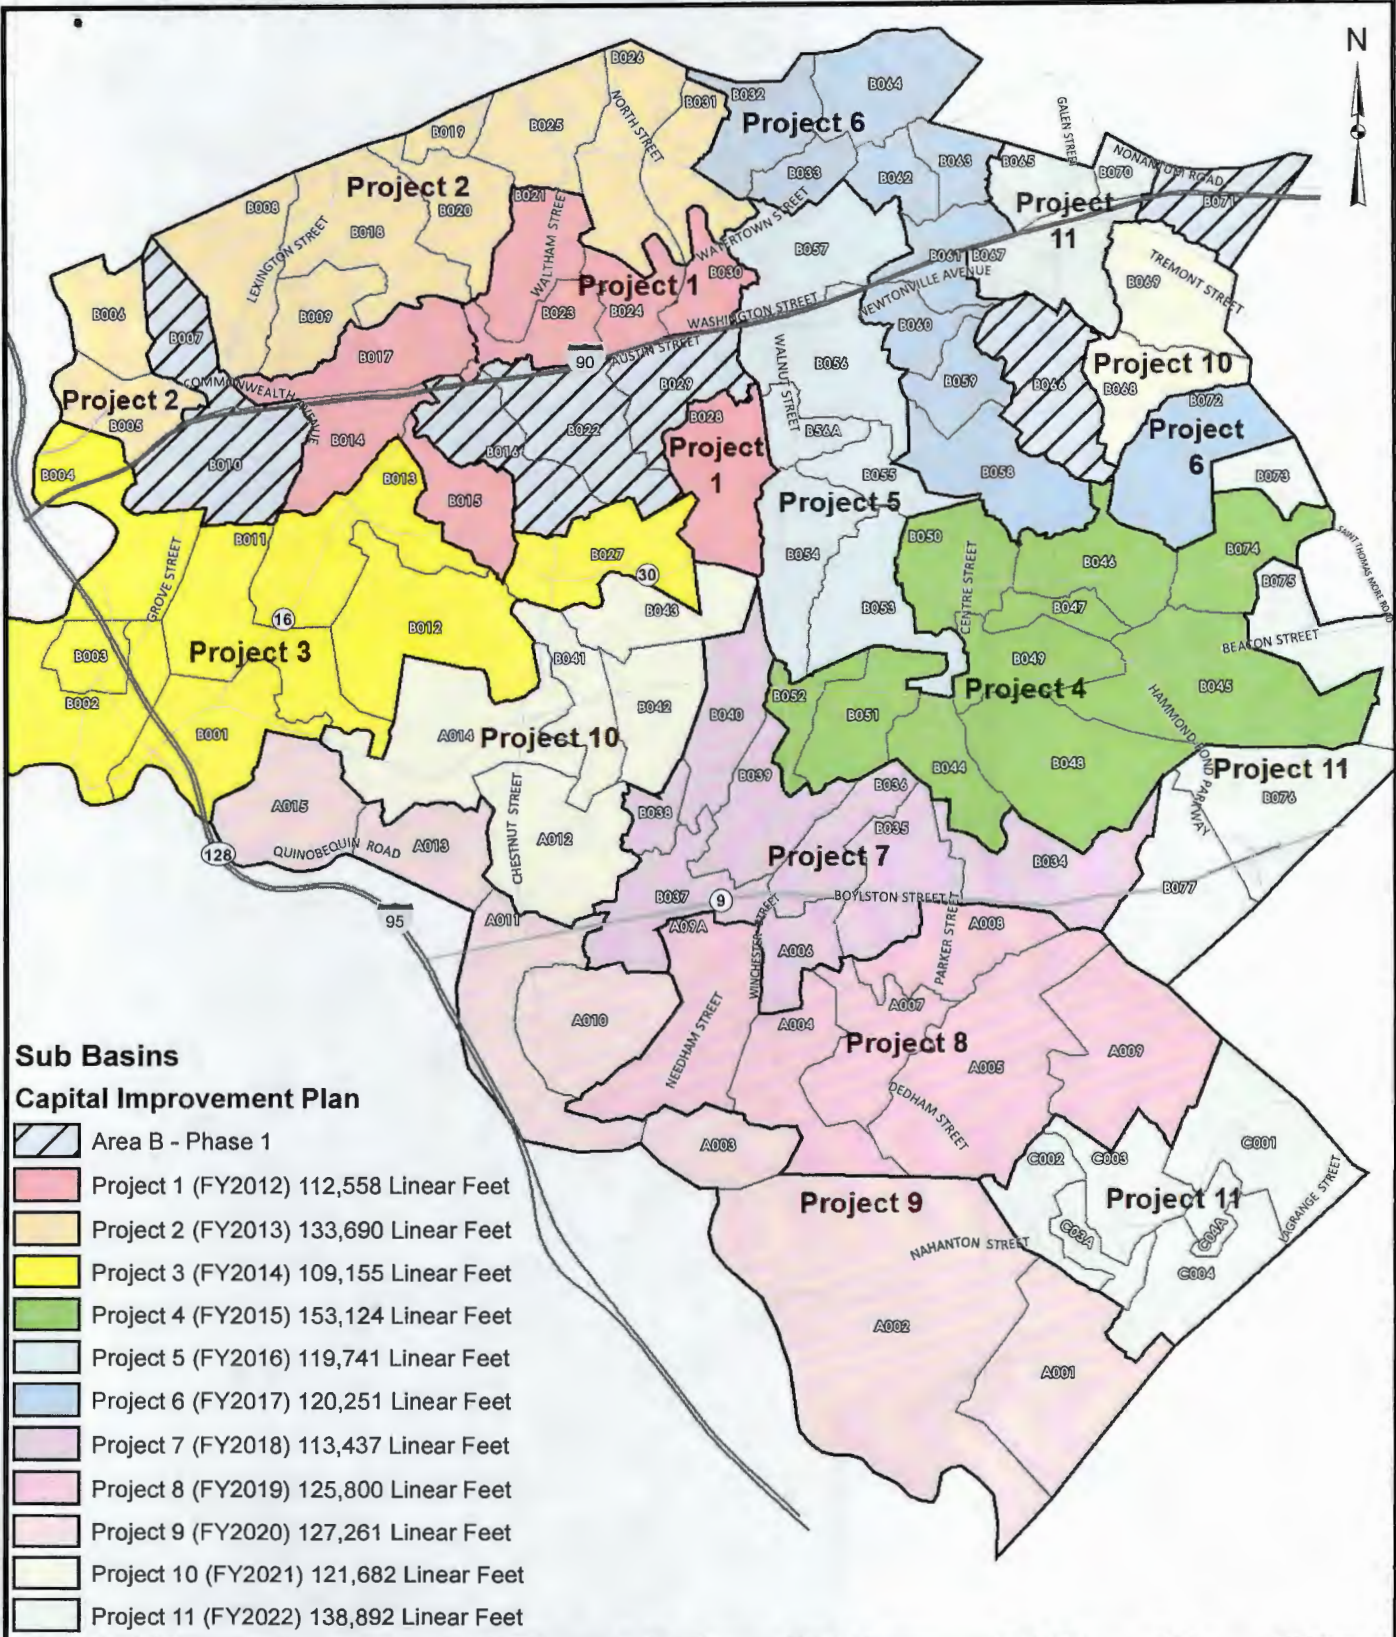 N
B026
B064
B032
B031
GALEN STREET
Project 6
B025
B019
NORTH STREET
NONANTUM ROAD
B063
B065
B070
B033
B062
Project 2
B021
B071
Project
11
B008
B020
B018
WALTHAM STREET
WATERTOWN STREET
LEXINGTON STREET
B057
B061
B067
TREMONT STREET
B030
NEWTONVILLE AVENUE
B069
Project 1
B006
B009
B023
B024
WASHINGTON STREET
B060
B007
B017
90
AUSTIN STREET
WALNUT STREET
B056
Project 10
COMMONWEALTH AVENUE
B029
B059
B066
B068
Project 2
B072
B005
B028
B022
B56A
Project
6
B014
Project
1
B016
B010
B004
B013
B055
B058
B073
B015
Project 5
B011
B050
B074
SAINT THOMAS MORE ROAD
GROVE STREET
B027
B054
CENTRE STREET
B046
30
B075
B043
B053
B047
16
B012
BEACON STREET
B003
Project 3
B041
B049
Project 4
B045
B002
B042
B040
B052
B051
HAMMOND POND PARKWAY
B001
A014
Project 10
B044
B048
Project 11
B039
B036
B076
CHESTNUT STREET
A015
B038
B035
A013
A012
Project 7
B034
128
QUINOBEQUIN ROAD
B077
B037
9
BOYLSTON STREET
95
A011
A09A
WINCHESTER STREET
A006
PARKER STREET
A008
A010
A004
A007
NEEDHAM STREET
Project 8
A009
A005
DEDHAM STREET
A003
C002
C003
C001
LAGRANGE STREET
Project 9
Project 11
C03A
C04A
NAHANTON STREET
C004
A002
A001
Sub Basins
Capital Improvement Plan
Area B - Phase 1
Project 1 (FY2012) 112,558 Linear Feet
Project 2 (FY2013) 133,690 Linear Feet
Project 3 (FY2014) 109,155 Linear Feet
Project 4 (FY2015) 153,124 Linear Feet
Project 5 (FY2016) 119,741 Linear Feet
Project 6 (FY2017) 120,251 Linear Feet
Project 7 (FY2018) 113,437 Linear Feet
Project 8 (FY2019) 125,800 Linear Feet
Project 9 (FY2020) 127,261 Linear Feet
Project 10 (FY2021) 121,682 Linear Feet
Project 11 (FY2022) 138,892 Linear Feet